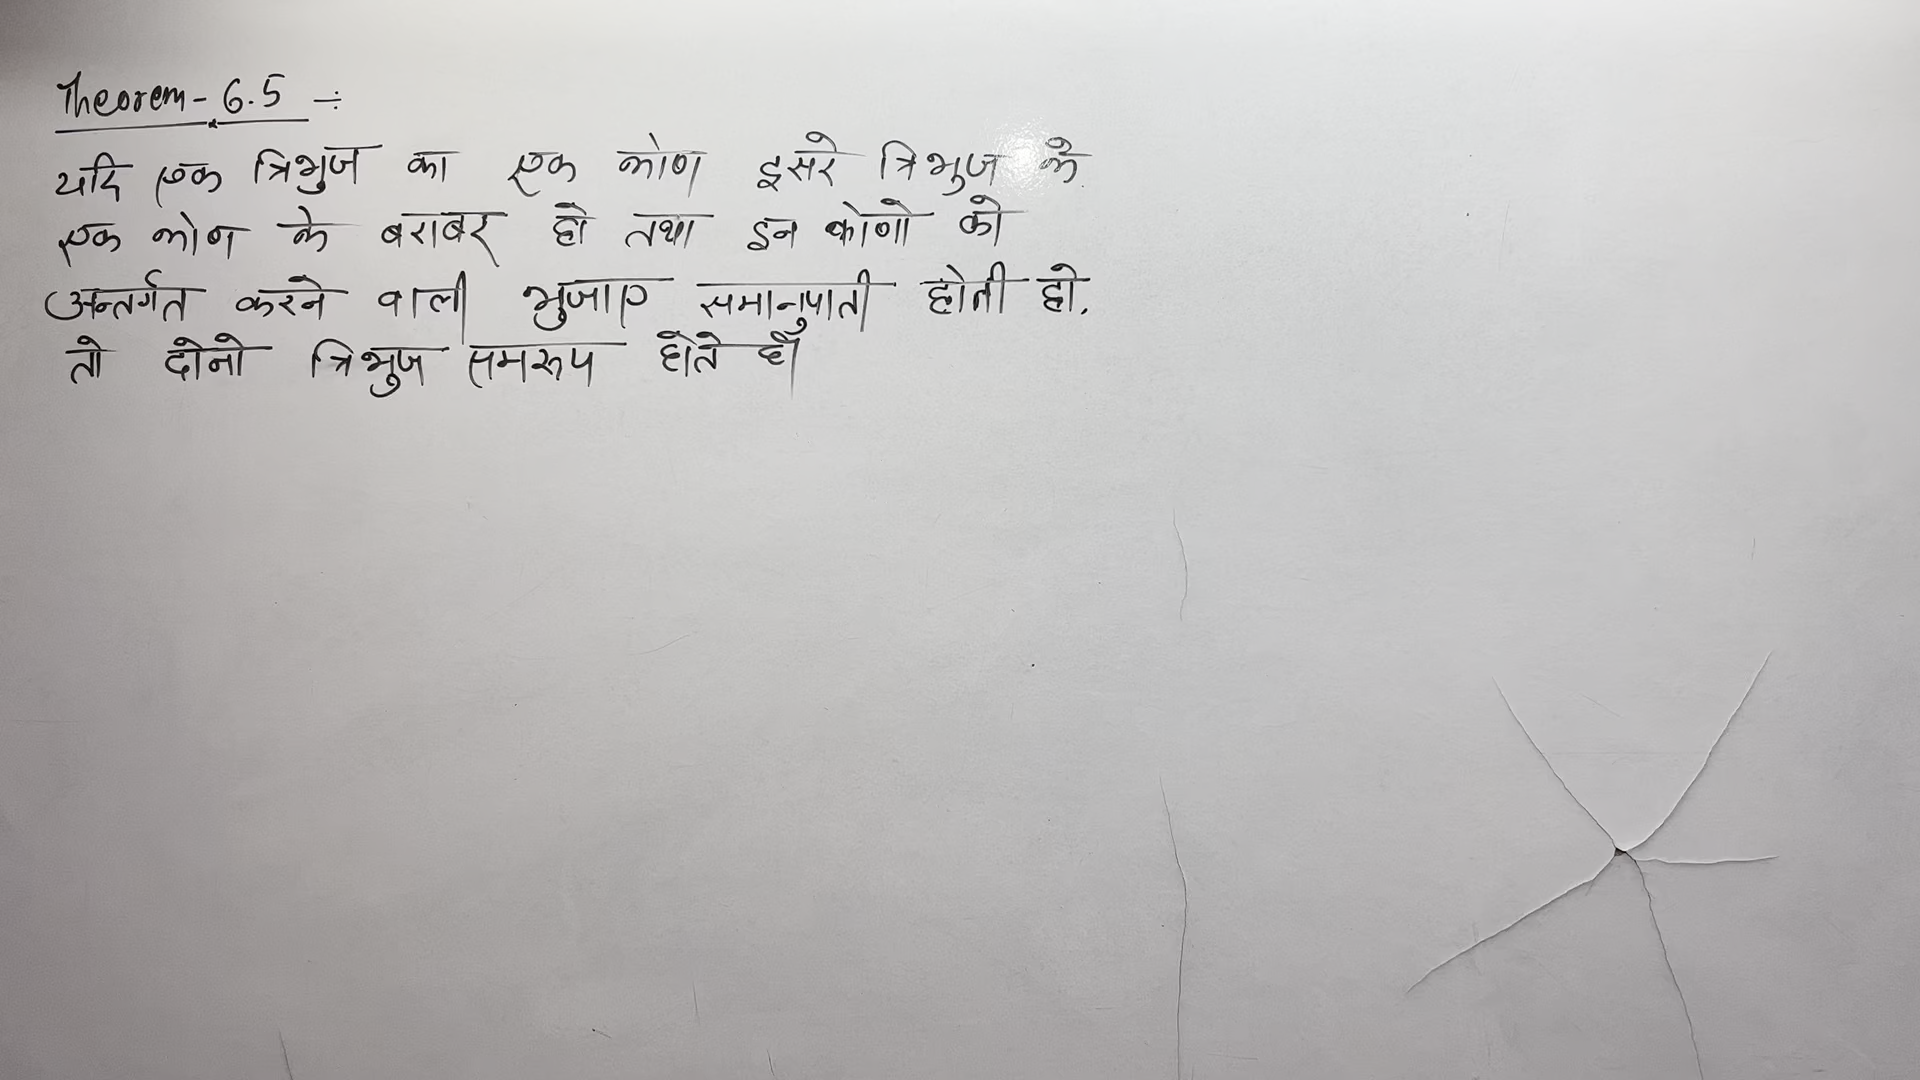 Theorem - 6.5 ÷
यदि एक त्रिभुज का एक कोण दुसरे त्रिभुज के
एक कोण के बराबर हो तथा इन कोणो को
अन्तर्गत करने वाली भुजाए समानुपाती होती हो,
तो दोनो त्रिभुज समरूप होते हैं